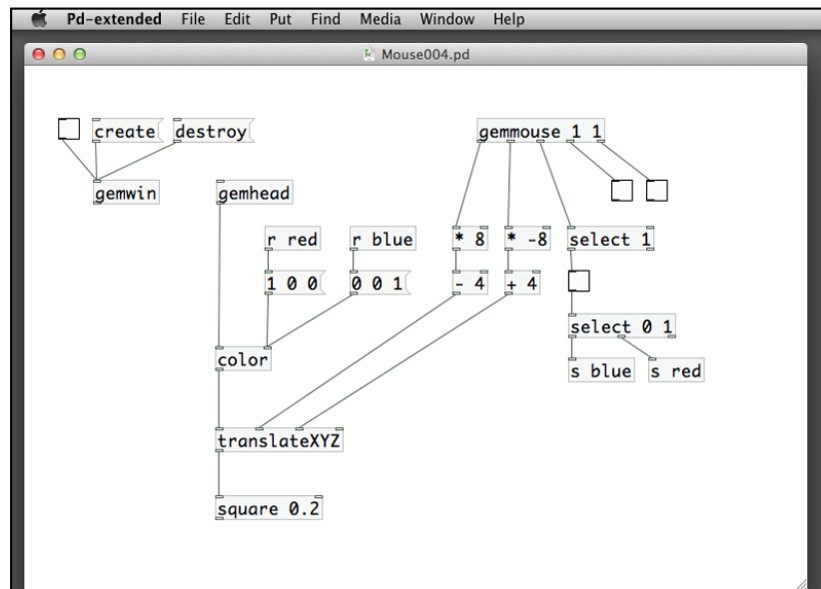 Pd-extended File Edit Put Find Media Window Help
Mouse004.pd
create destroy gemmouse 1 1
gemwin gemhead
r red r blue * 8 * -8 select 1
1 0 0 0 0 1 - 4 + 4
select 0 1
color s blue s red
translateXYZ
square 0.2